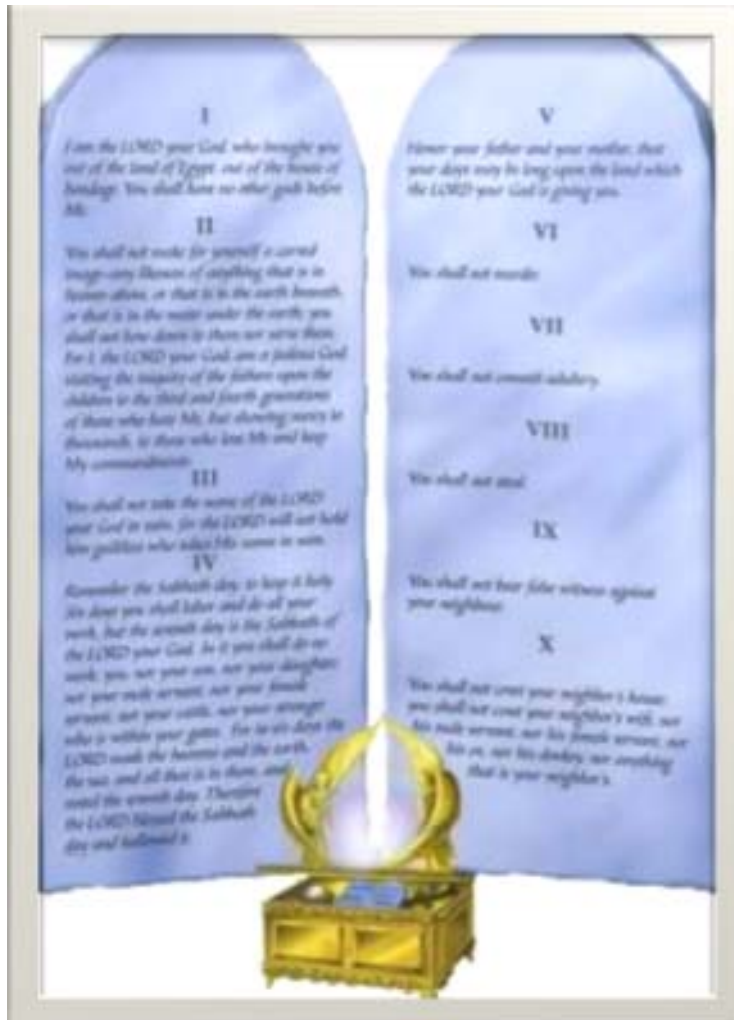 I
I am the LORD your God, who brought you
out of the land of Egypt, out of the house of
bondage. You shall have no other gods before
Me.
II
You shall not make for yourself a carved
image-any likeness of anything that is in
heaven above, or that is in the earth beneath,
or that is in the water under the earth; you
shall not bow down to them nor serve them.
For I, the LORD your God, am a jealous God,
visiting the iniquity of the fathers upon the
children to the third and fourth generations
of those who hate Me, but showing mercy to
thousands, to those who love Me and keep
My commandments.
III
You shall not take the name of the LORD
your God in vain, for the LORD will not hold
him guiltless who takes His name in vain.
IV
Remember the Sabbath day, to keep it holy.
Six days you shall labor and do all your
work, but the seventh day is the Sabbath of
the LORD your God. In it you shall do no
work: you, nor your son, nor your daughter,
nor your male servant, nor your female
servant, nor your cattle, nor your stranger
who is within your gates. For in six days the
LORD made the heavens and the earth,
the sea, and all that is in them, and
rested the seventh day. Therefore
the LORD blessed the Sabbath
day and hallowed it.
V
Honor your father and your mother, that
your days may be long upon the land which
the LORD your God is giving you.
VI
You shall not murder.
VII
You shall not commit adultery.
VIII
You shall not steal.
IX
You shall not bear false witness against
your neighbour.
X
You shall not covet your neighbor's house;
you shall not covet your neighbor's wife, nor
his male servant, nor his female servant, nor
his ox, nor his donkey, nor anything
that is your neighbor's.